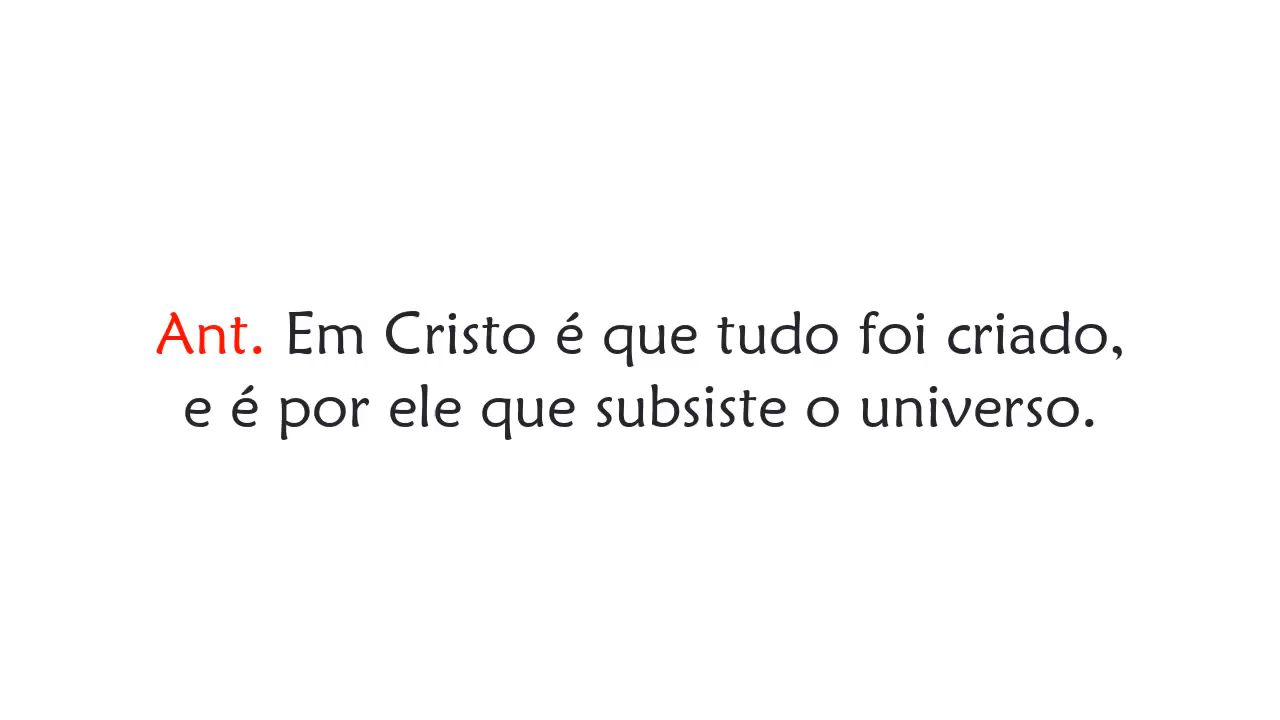 Ant. Em Cristo é que tudo foi criado,
e é por ele que subsiste o universo.